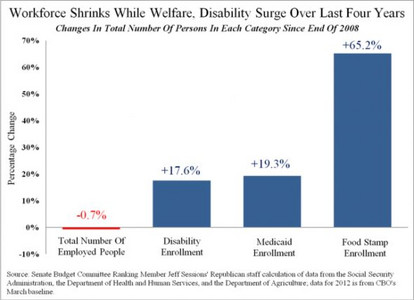 Workforce Shrinks While Welfare, Disability Surge Over Last Four Years
Changes In Total Number Of Persons In Each Category Since End Of 2008
70%
60%
50%
40%
30%
20%
10%
0%
-10%
Percentage Change
-0.7%
+17.6%
+19.3%
+65.2%
Total Number Of
Employed People
Disability
Enrollment
Medicaid
Enrollment
Food Stamp
Enrollment
Source: Senate Budget Committee Ranking Member Jeff Sessions' Republican staff calculation of data from the Social Security
Administration, the Department of Health and Human Services, and the Department of Agriculture, data for 2012 is from CBO's
March baseline.